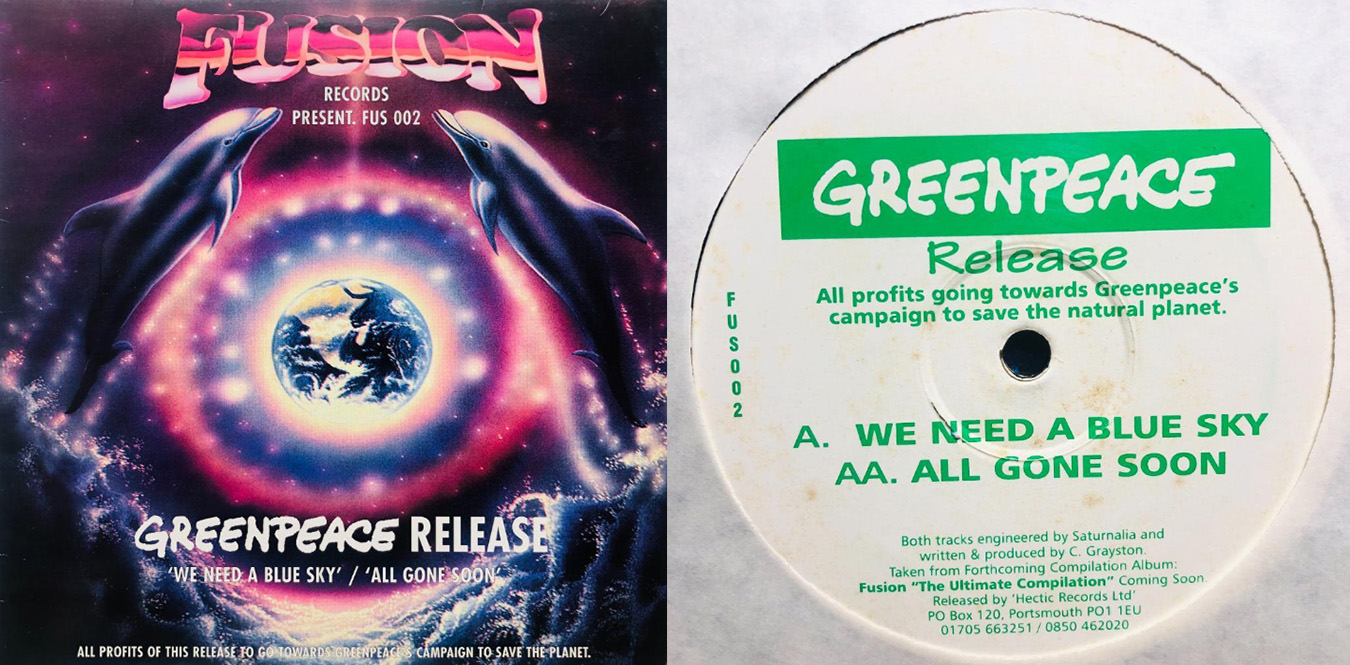 FUSION
RECORDS
PRESENT. FUS 002
GREENPEACE RELEASE
'WE NEED A BLUE SKY' / 'ALL GONE SOON'
ALL PROFITS OF THIS RELEASE TO GO TOWARDS GREENPEACE'S CAMPAIGN TO SAVE THE PLANET.
GREENPEACE
Release
All profits going towards Greenpeace's
campaign to save the natural planet.
FUS002
A. WE NEED A BLUE SKY
AA. ALL GONE SOON
Both tracks engineered by Saturnalia and
written & produced by C. Grayston.
Taken from Forthcoming Compilation Album:
Fusion "The Ultimate Compilation" Coming Soon.
Released by 'Hectic Records Ltd'
PO Box 120, Portsmouth PO1 1EU
01705 663251 / 0850 462020